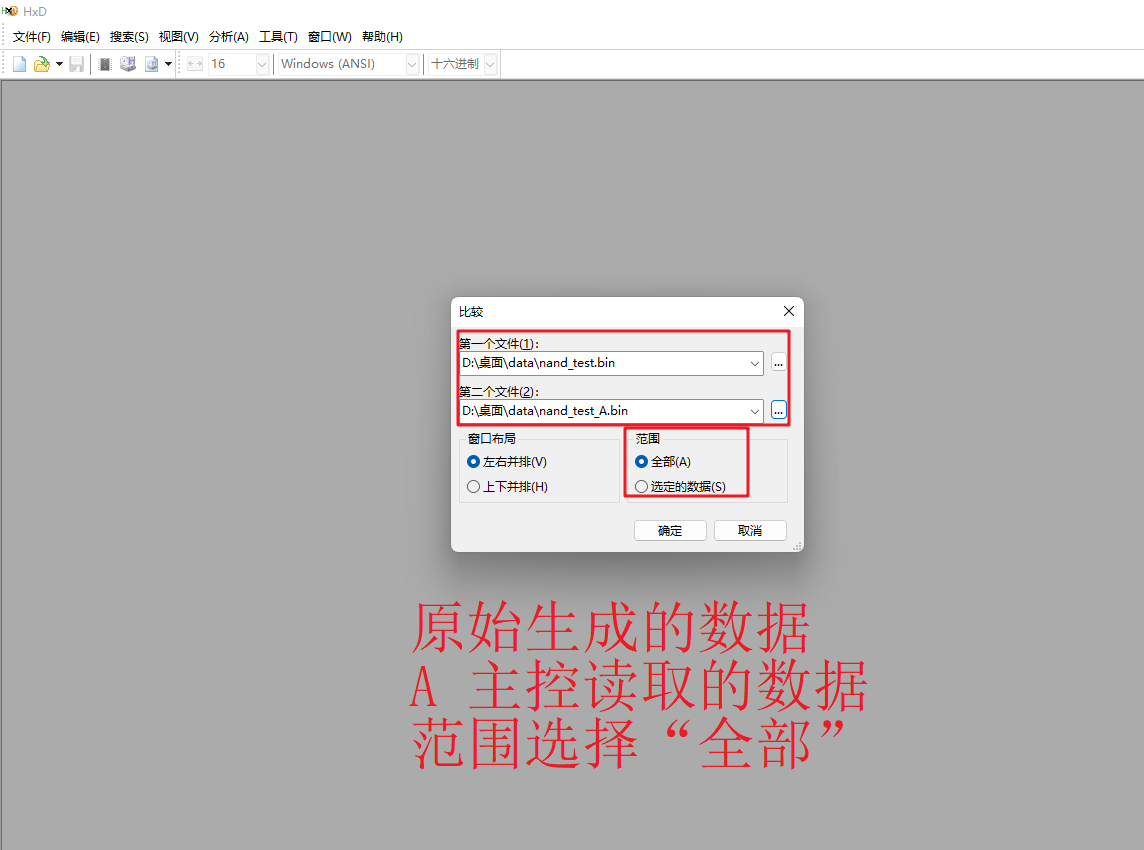 HxD
文件(F) 编辑(E) 搜索(S) 视图(V) 分析(A) 工具(T) 窗口(W) 帮助(H)
16 Windows (ANSI) 十六进制
比较
第一个文件(1):
D:\桌面\data\nand_test.bin
...
第二个文件(2):
D:\桌面\data\nand_test_A.bin
...
窗口布局
左右并排(V)
上下并排(H)
范围
全部(A)
选定的数据(S)
确定 取消
原始生成的数据
A 主控读取的数据
范围选择“全部”